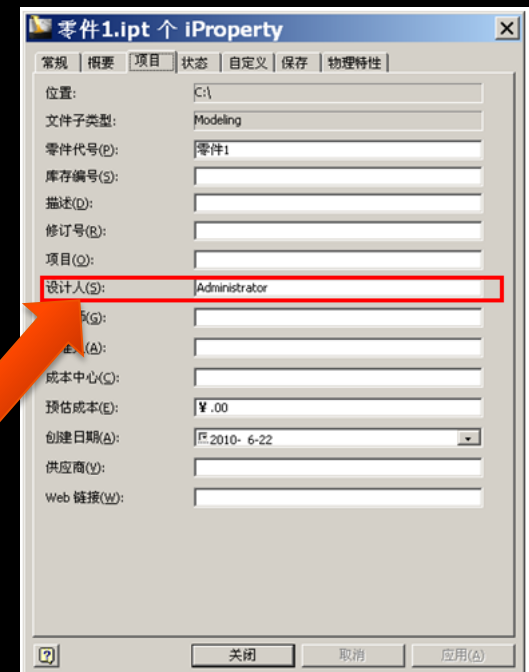 零件1.ipt 个 iProperty
常规 概要 项目 状态 自定义 保存 物理特性
位置: C:\
文件子类型: Modeling
零件代号(P): 零件1
库存编号(S):
描述(D):
修订号(R):
项目(O):
设计人(S): Administrator
(G):
(A):
成本中心(C):
预估成本(E): ￥.00
创建日期(A): 2010- 6-22
供应商(V):
Web 链接(W):
关闭 取消 应用(A)